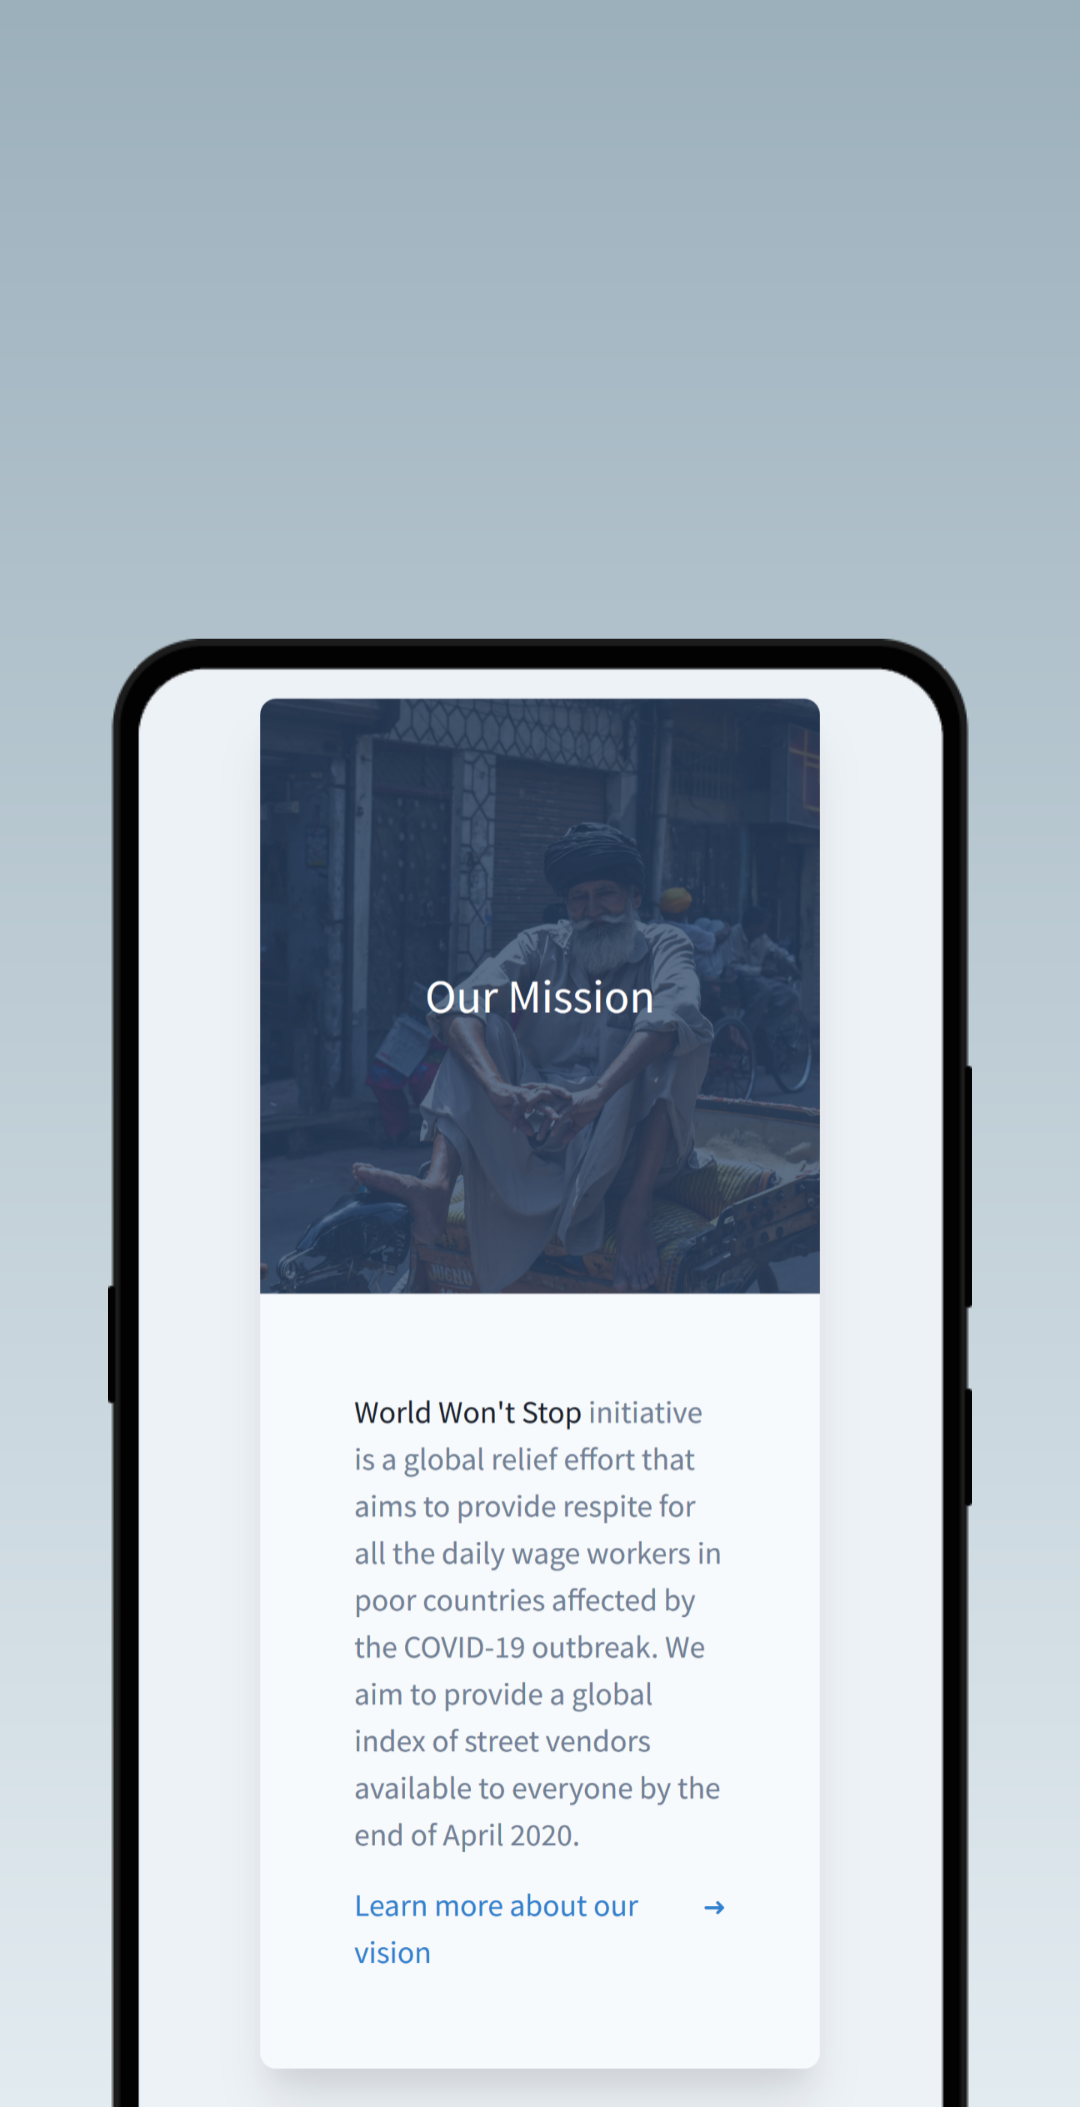 Our Mission
World Won't Stop initiative
is a global relief effort that
aims to provide respite for
all the daily wage workers in
poor countries affected by
the COVID-19 outbreak. We
aim to provide a global
index of street vendors
available to everyone by the
end of April 2020.
Learn more about our →
vision